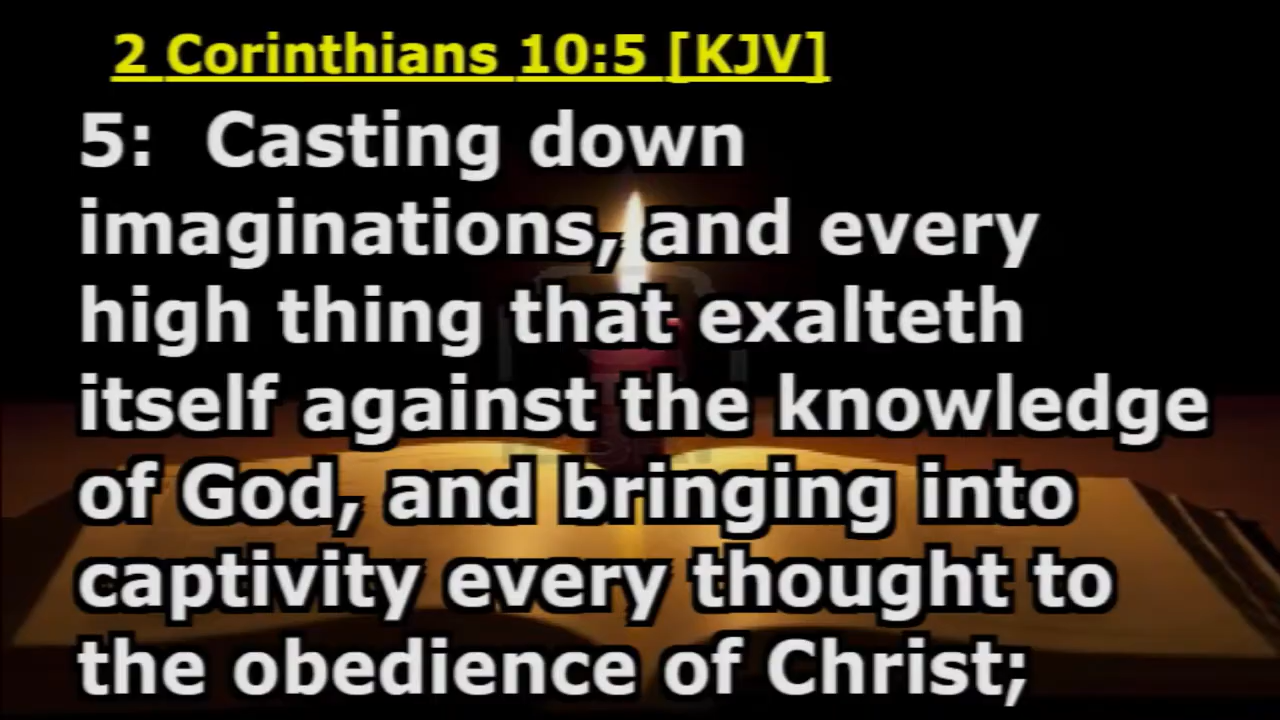 2 Corinthians 10:5 [KJV]
5: Casting down
imaginations, and every
high thing that exalteth
itself against the knowledge
of God, and bringing into
captivity every thought to
the obedience of Christ;